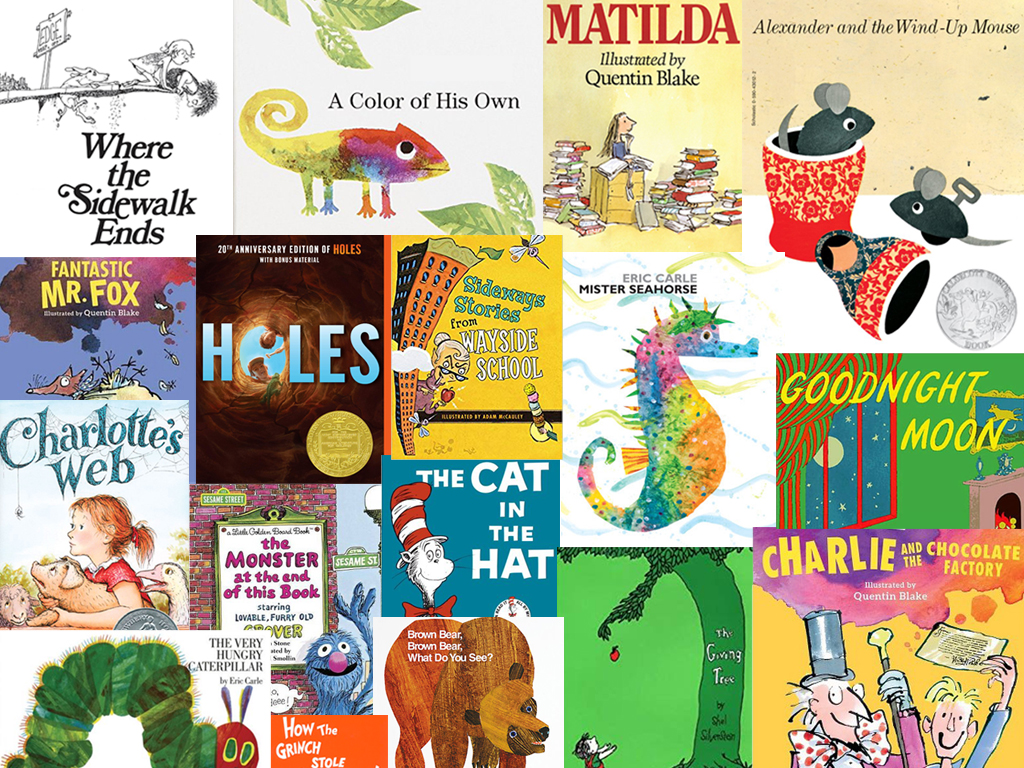 EDGE
Where
the
Sidewalk
Ends
A Color of His Own
MATILDA
Illustrated by
Quentin Blake
Alexander and the Wind-Up Mouse
FANTASTIC
MR. FOX
Illustrated by Quentin Blake
20TH ANNIVERSARY EDITION OF HOLES
WITH BONUS MATERIAL
HOLES
Sideways
Stories
from
WAYSIDE
SCHOOL
ILLUSTRATED BY ADAM McCAULEY
ERIC CARLE
MISTER SEAHORSE
GOODNIGHT
MOON
Charlotte's
Web
SESAME STREET
a Little Golden Board Book
the
MONSTER
at the end
of this Book
starring
LOVABLE, FURRY OLD
GROVER
Stone
Smollin
SESAME ST
THE CAT
IN
THE
HAT
CHARLIE AND THE CHOCOLATE
FACTORY
Illustrated by
Quentin Blake
The
Giving
Tree
by
Shel
Silverstein
THE VERY
HUNGRY
CATERPILLAR
by Eric Carle
HOW THE
GRINCH
STOLE
Brown Bear,
Brown Bear,
What Do You See?